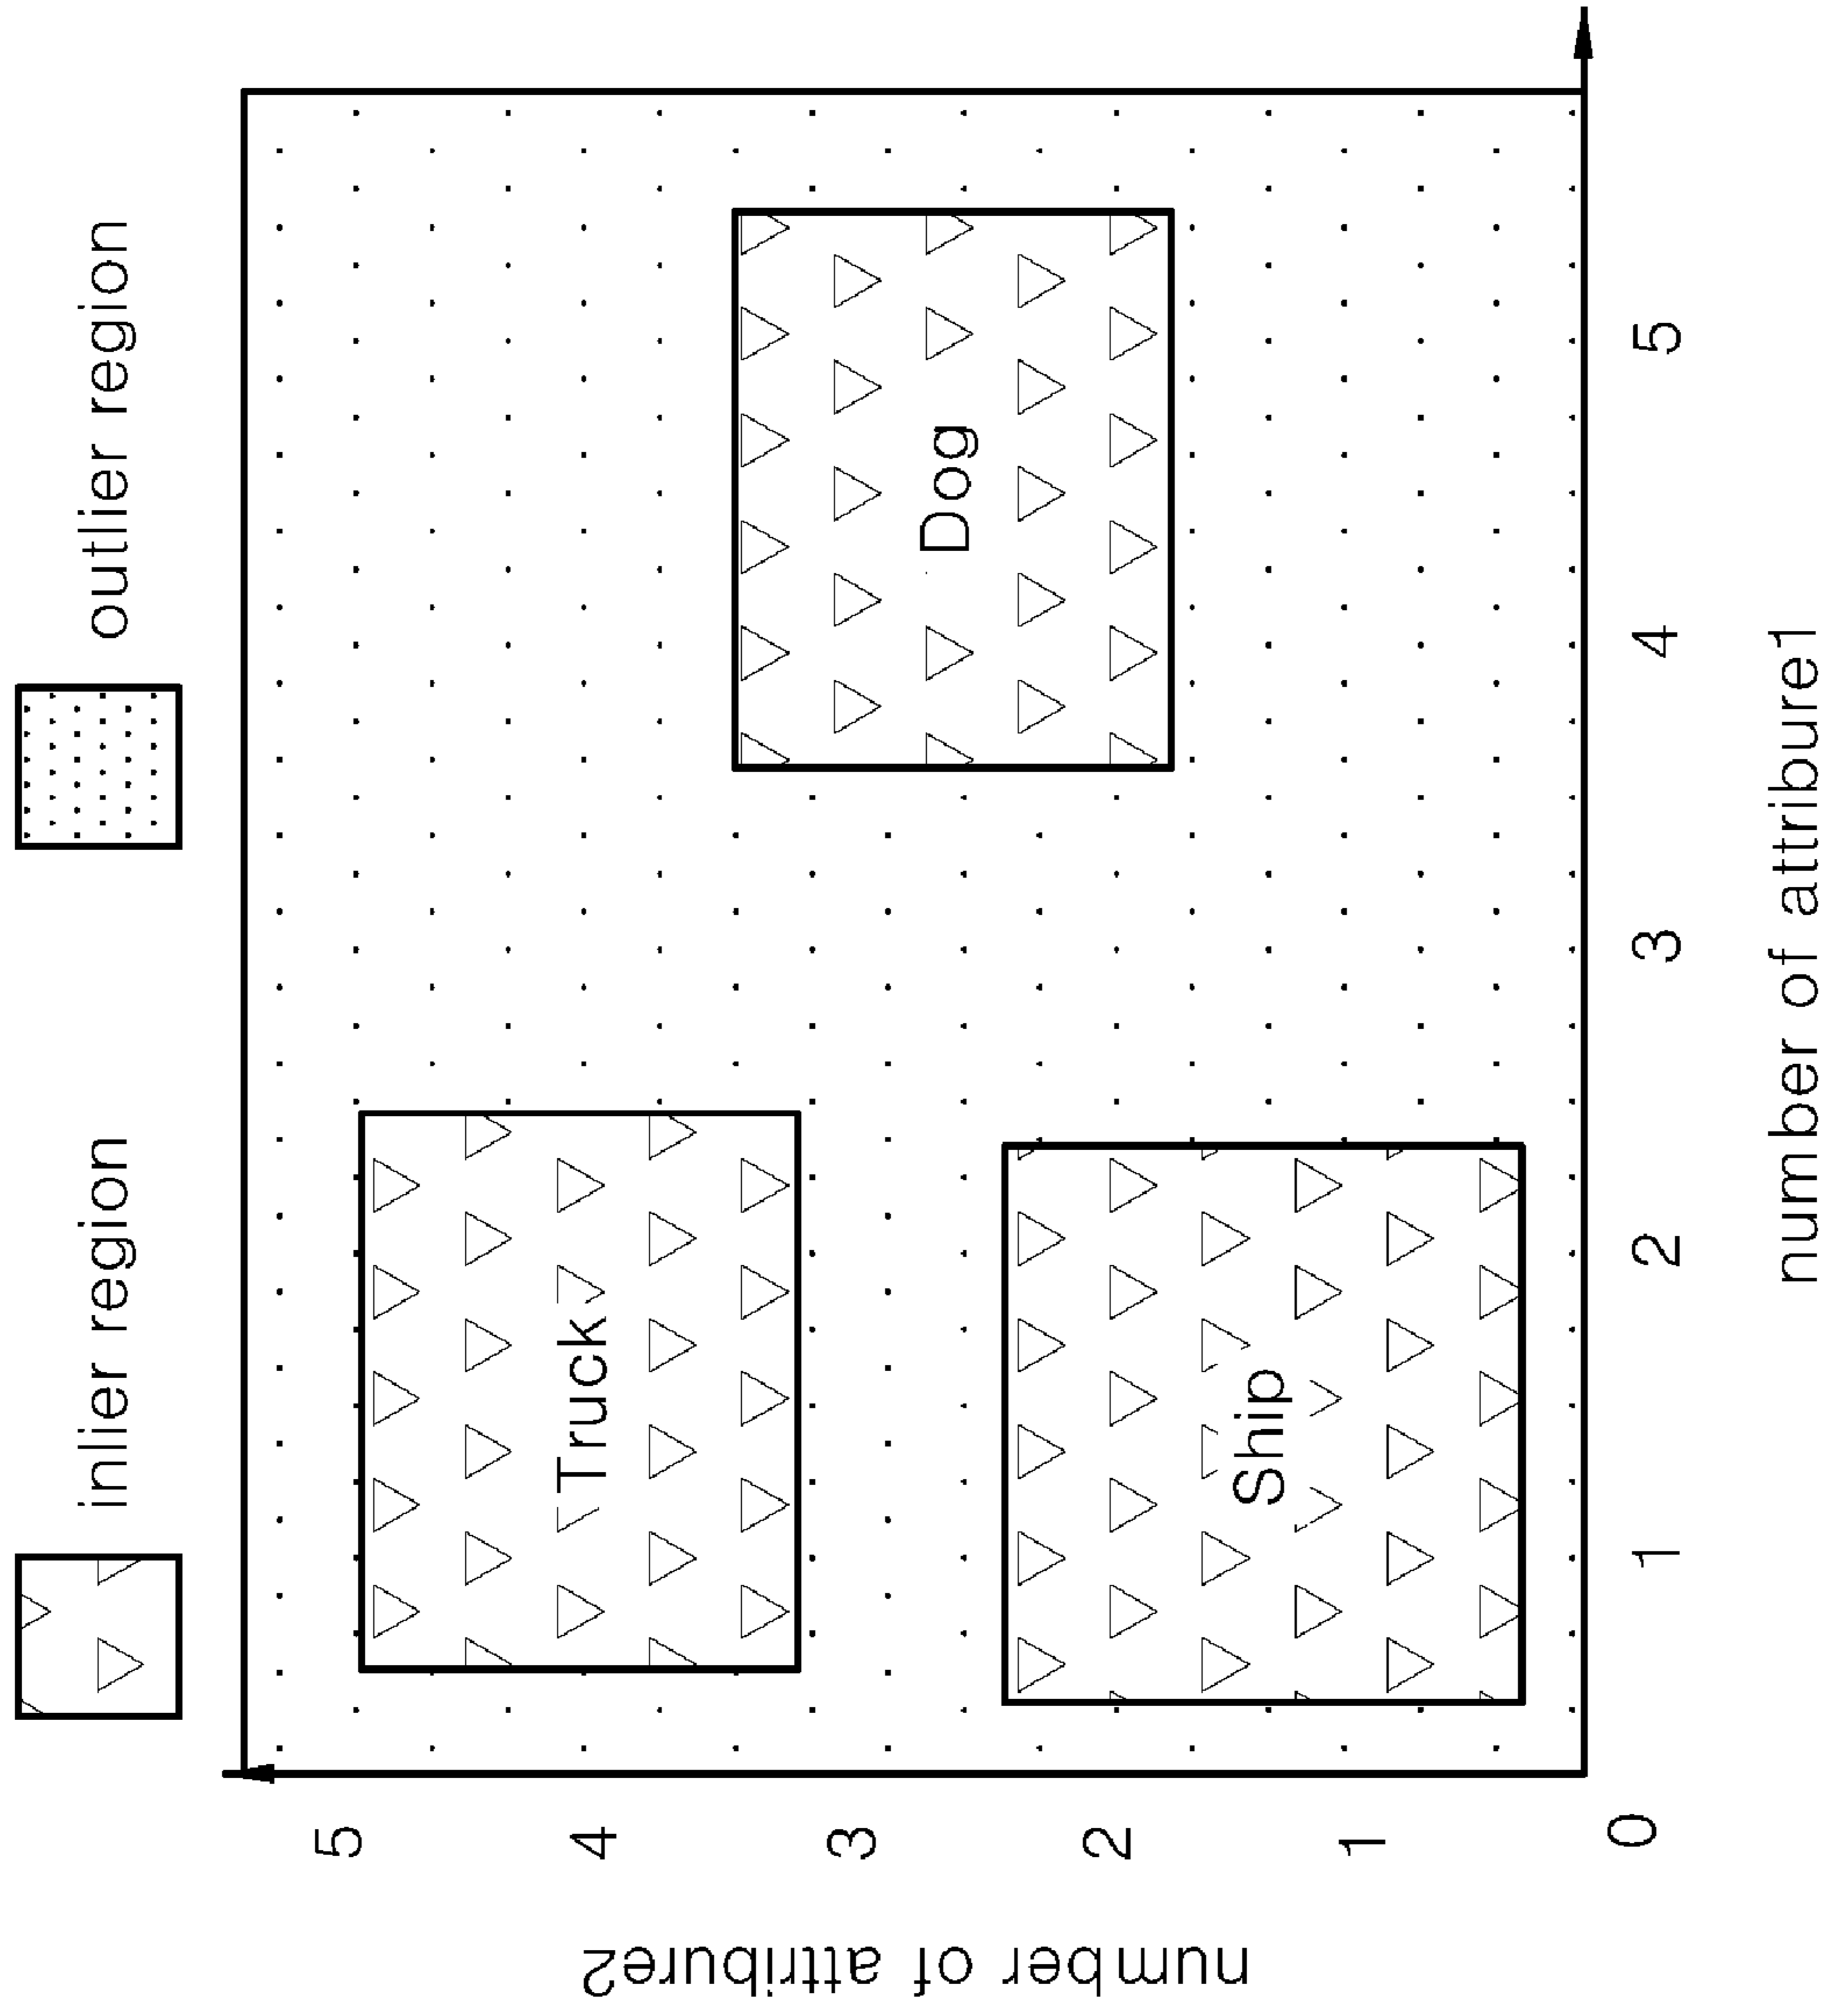 inlier region
outlier region
number of attribure2
5
4
3
2
1
0
Truck
Dog
Ship
1 2 3 4 5
number of attribure1